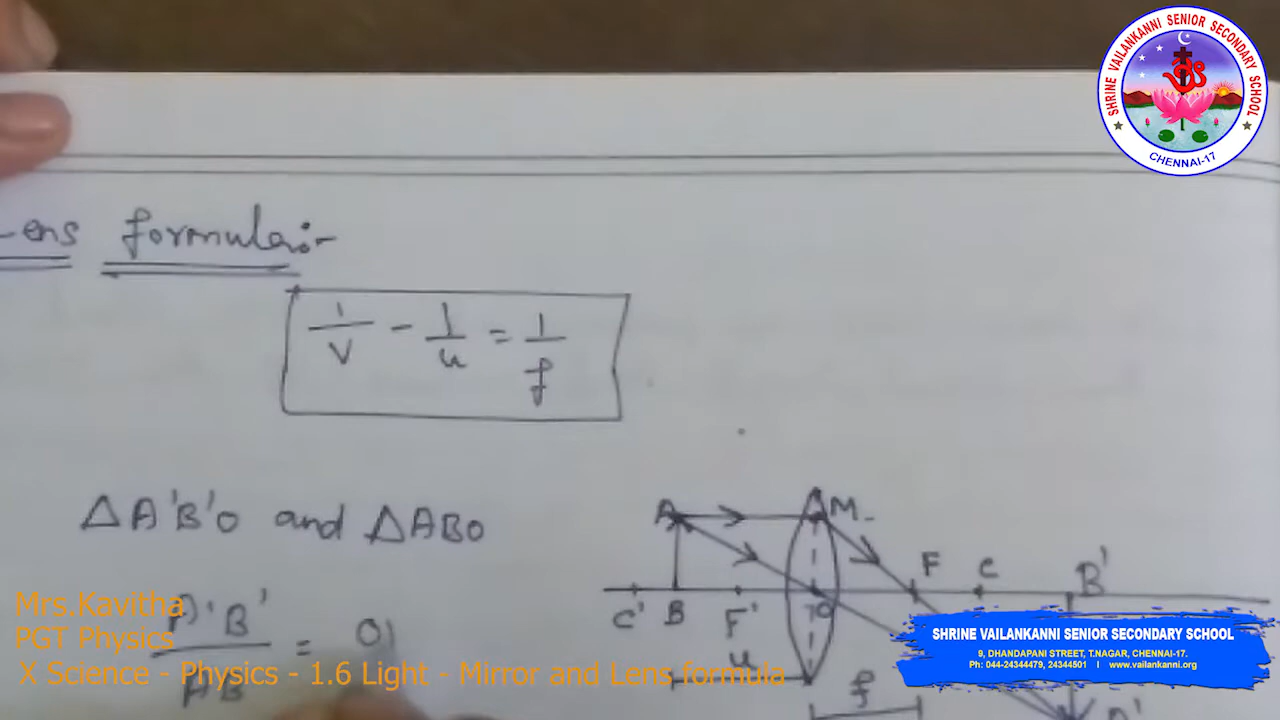 SHRINE VAILANKANNI SENIOR SECONDARY SCHOOL
CHENNAI-17
formula:-
1/v - 1/u = 1/f
ΔA'B'O and ΔABO
A M
F C B'
C' B F' O
u
f
A'B'/AB =
Mrs.Kavitha
PGT Physics
X Science - Physics - 1.6 Light - Mirror and Lens formula
SHRINE VAILANKANNI SENIOR SECONDARY SCHOOL
9, DHANDAPANI STREET, T.NAGAR, CHENNAI-17.
Ph: 044-24344479, 24344501 | www.vailankanni.org